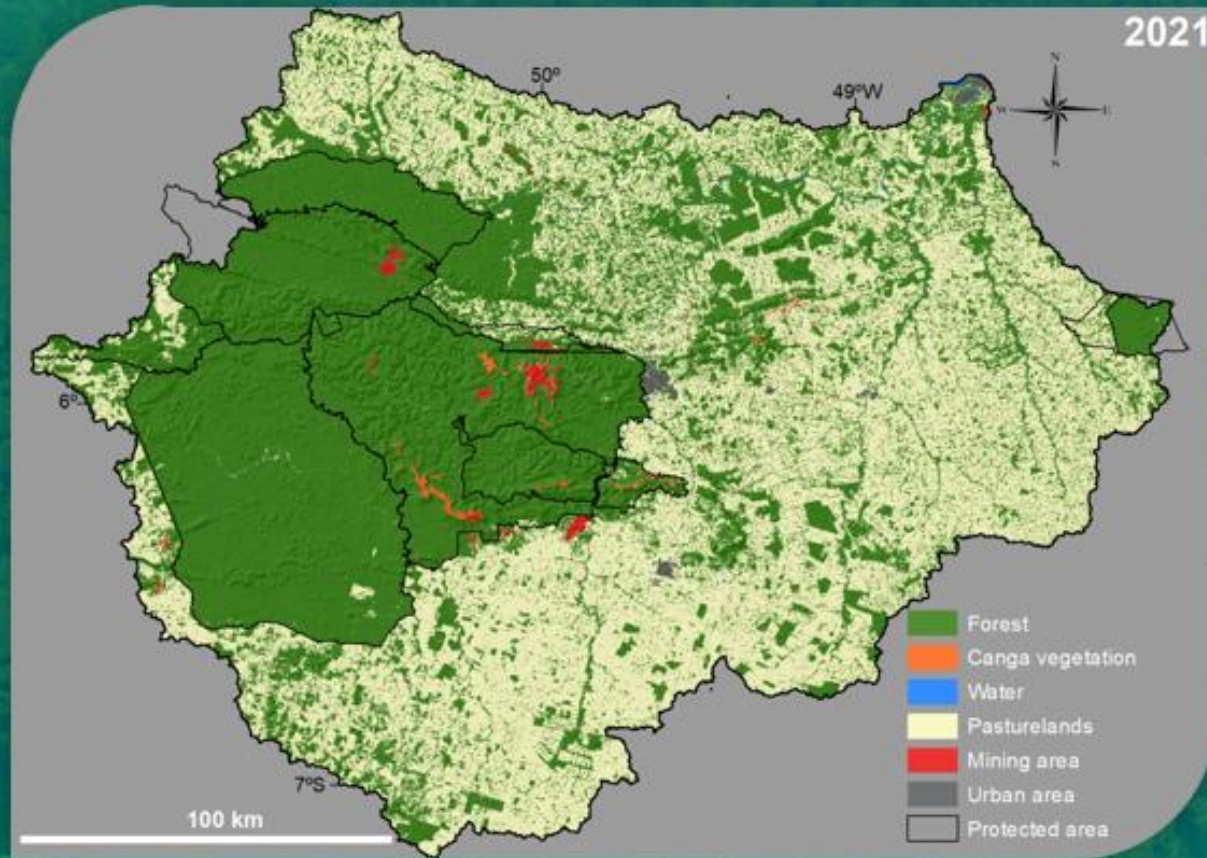 2021
50º
49ºW
N
W
E
S
6º
7ºS
100 km
Forest
Canga vegetation
Water
Pasturelands
Mining area
Urban area
Protected area